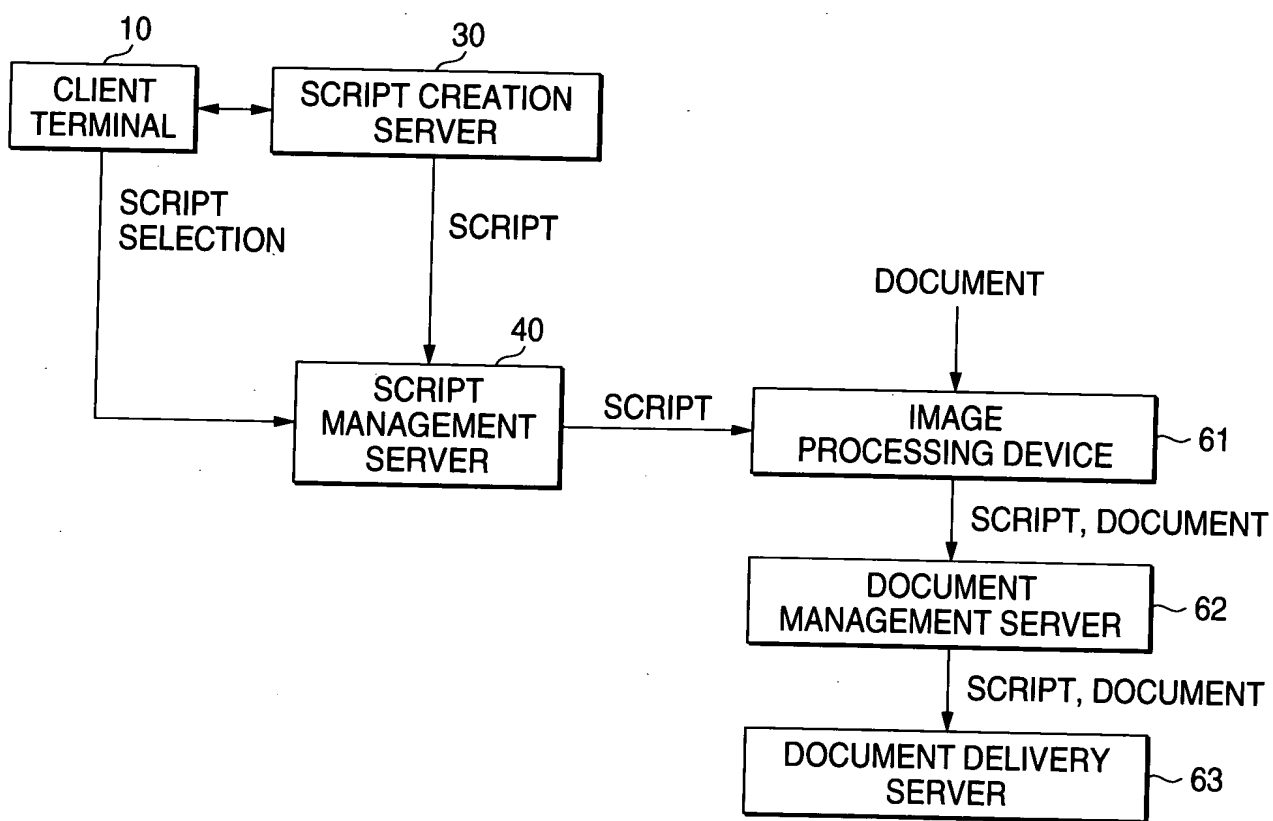 10
CLIENT
TERMINAL
30
SCRIPT CREATION
SERVER
SCRIPT
SELECTION
SCRIPT
40
SCRIPT
MANAGEMENT
SERVER
SCRIPT
DOCUMENT
IMAGE
PROCESSING DEVICE
61
SCRIPT, DOCUMENT
DOCUMENT
MANAGEMENT SERVER
62
SCRIPT, DOCUMENT
DOCUMENT DELIVERY
SERVER
63